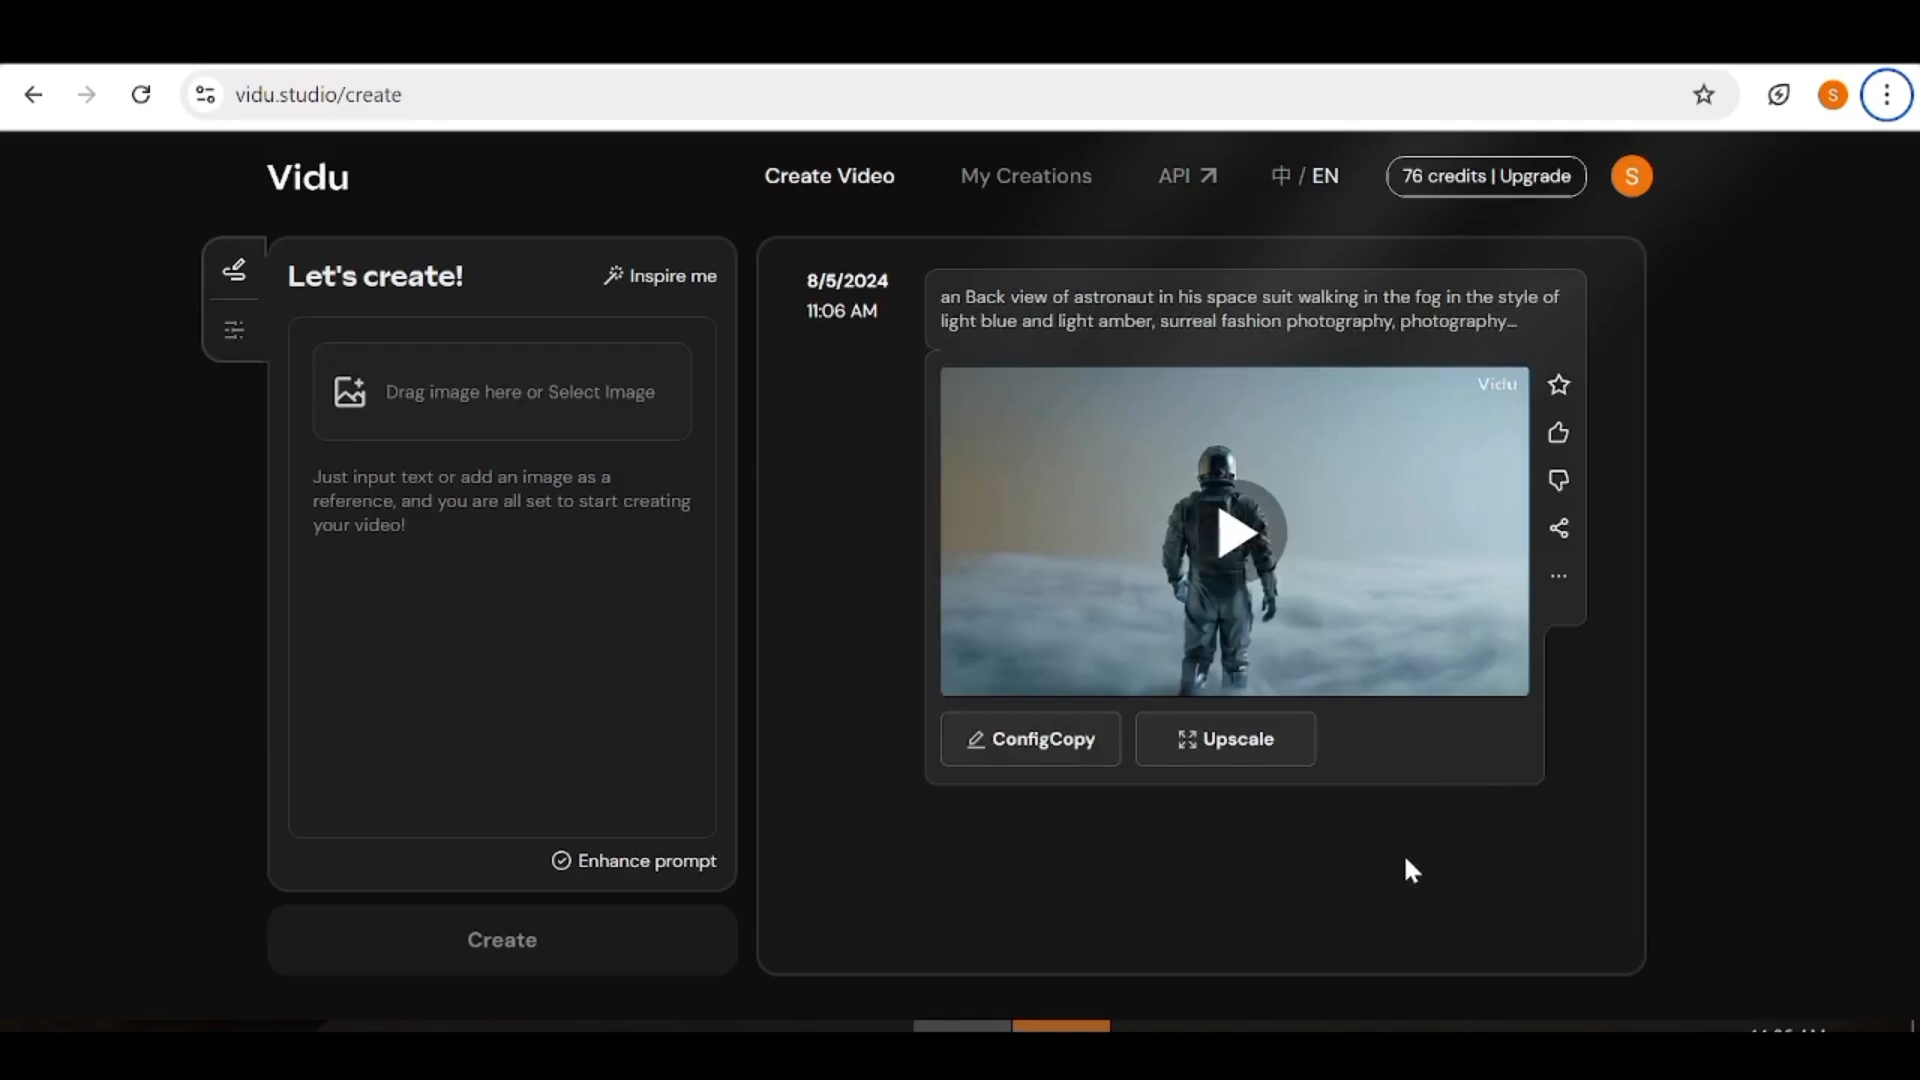 vidu.studio/create
S
Vidu
Create Video
My Creations
API
中 / EN
76 credits | Upgrade
S
Let's create!
Inspire me
Drag image here or Select Image
Just input text or add an image as a
reference, and you are all set to start creating
your video!
Enhance prompt
Create
8/5/2024
11:06 AM
an Back view of astronaut in his space suit walking in the fog in the style of
light blue and light amber, surreal fashion photography, photography...
Vidu
ConfigCopy
Upscale